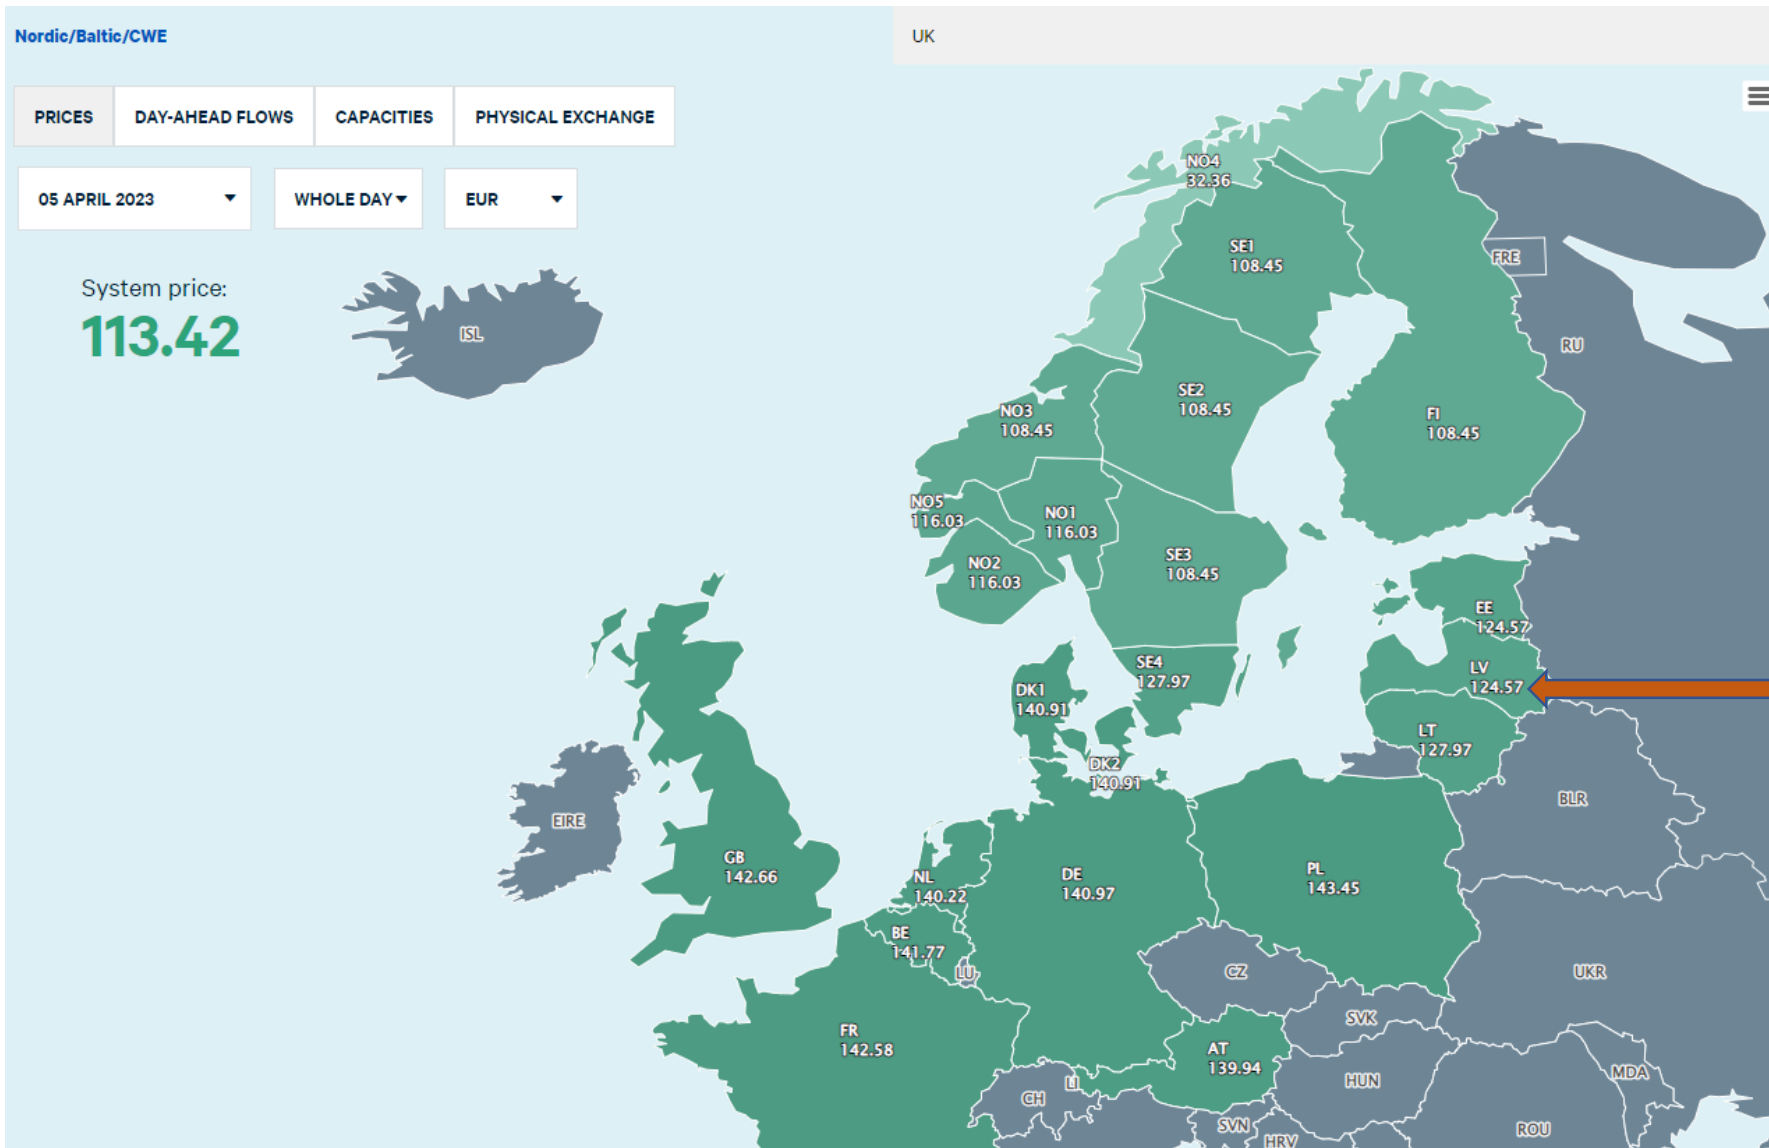 Nordic/Baltic/CWE
UK
PRICES DAY-AHEAD FLOWS CAPACITIES PHYSICAL EXCHANGE
05 APRIL 2023 WHOLE DAY EUR
System price:
113.42
ISL
NO4
32.36
SE1
108.45
FRE
RU
SE2
108.45
NO3
108.45
FI
108.45
NO5
116.03
NO1
116.03
NO2
116.03
SE3
108.45
EE
124.57
SE4
127.97
LV
124.57
DK1
140.91
LT
127.97
DK2
140.91
BLR
EIRE
GB
142.66
NL
140.22
DE
140.97
PL
143.45
BE
141.77
LU
CZ
UKR
FR
142.58
SVK
AT
139.94
LI
HUN
MDA
CH
SVN
HRV
ROU